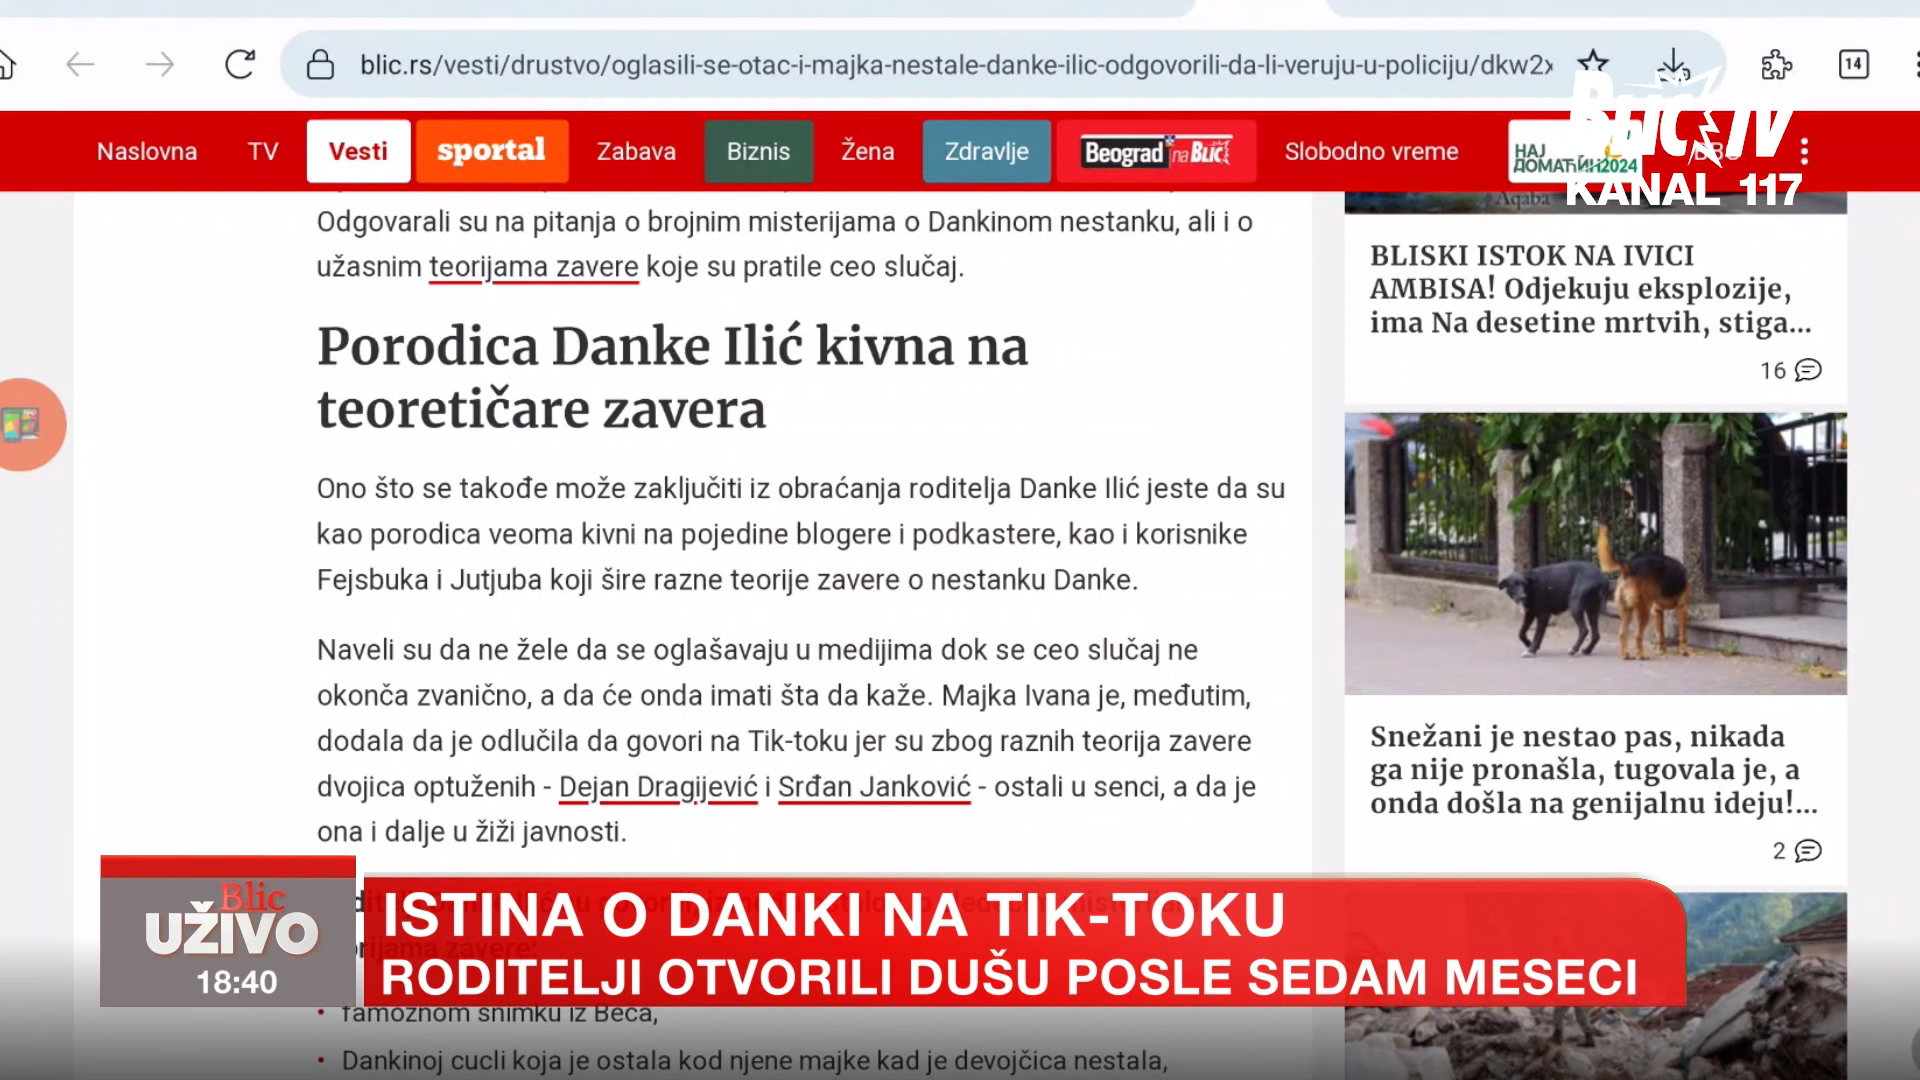 blic.rs/vesti/drustvo/oglasili-se-otac-i-majka-nestale-danke-ilic-odgovorili-da-li-veruju-u-policiju/dkw2x
14
Naslovna
TV
Vesti
sportal
Zabava
Biznis
Žena
Zdravlje
Beograd na Blic
Slobodno vreme
НАЈ
ДОМАЋИН2024
BLIC TV
KANAL 117
Odgovarali su na pitanja o brojnim misterijama o Dankinom nestanku, ali i o
užasnim teorijama zavere koje su pratile ceo slučaj.
Porodica Danke Ilić kivna na
teoretičare zavera
Ono što se takođe može zaključiti iz obraćanja roditelja Danke Ilić jeste da su
kao porodica veoma kivni na pojedine blogere i podkastere, kao i korisnike
Fejsbuka i Jutjuba koji šire razne teorije zavere o nestanku Danke.
Naveli su da ne žele da se oglašavaju u medijima dok se ceo slučaj ne
okonča zvanično, a da će onda imati šta da kaže. Majka Ivana je, međutim,
dodala da je odlučila da govori na Tik-toku jer su zbog raznih teorija zavere
dvojica optuženih - Dejan Dragijević i Srđan Janković - ostali u senci, a da je
ona i dalje u žiži javnosti.
famoznom snimku iz Beča,
Dankinoj cucli koja je ostala kod njene majke kad je devojčica nestala,
Aqaba
BLISKI ISTOK NA IVICI
AMBISA! Odjekuju eksplozije,
ima Na desetine mrtvih, stiga...
16
Snežani je nestao pas, nikada
ga nije pronašla, tugovala je, a
onda došla na genijalnu ideju!...
2
Blic
UŽIVO
18:40
ISTINA O DANKI NA TIK-TOKU
RODITELJI OTVORILI DUŠU POSLE SEDAM MESECI